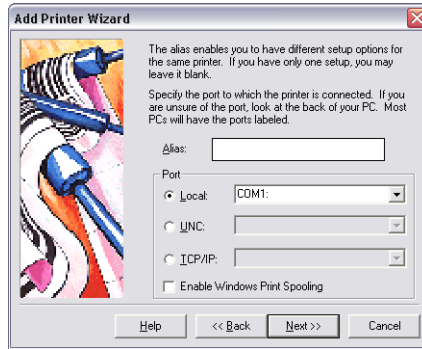 Add Printer Wizard
The alias enables you to have different setup options for
the same printer. If you have only one setup, you may
leave it blank.
Specify the port to which the printer is connected. If you
are unsure of the port, look at the back of your PC. Most
PCs will have the ports labeled.
Alias:
Port
Local: COM1:
UNC:
TCP/IP:
Enable Windows Print Spooling
Help << Back Next >> Cancel